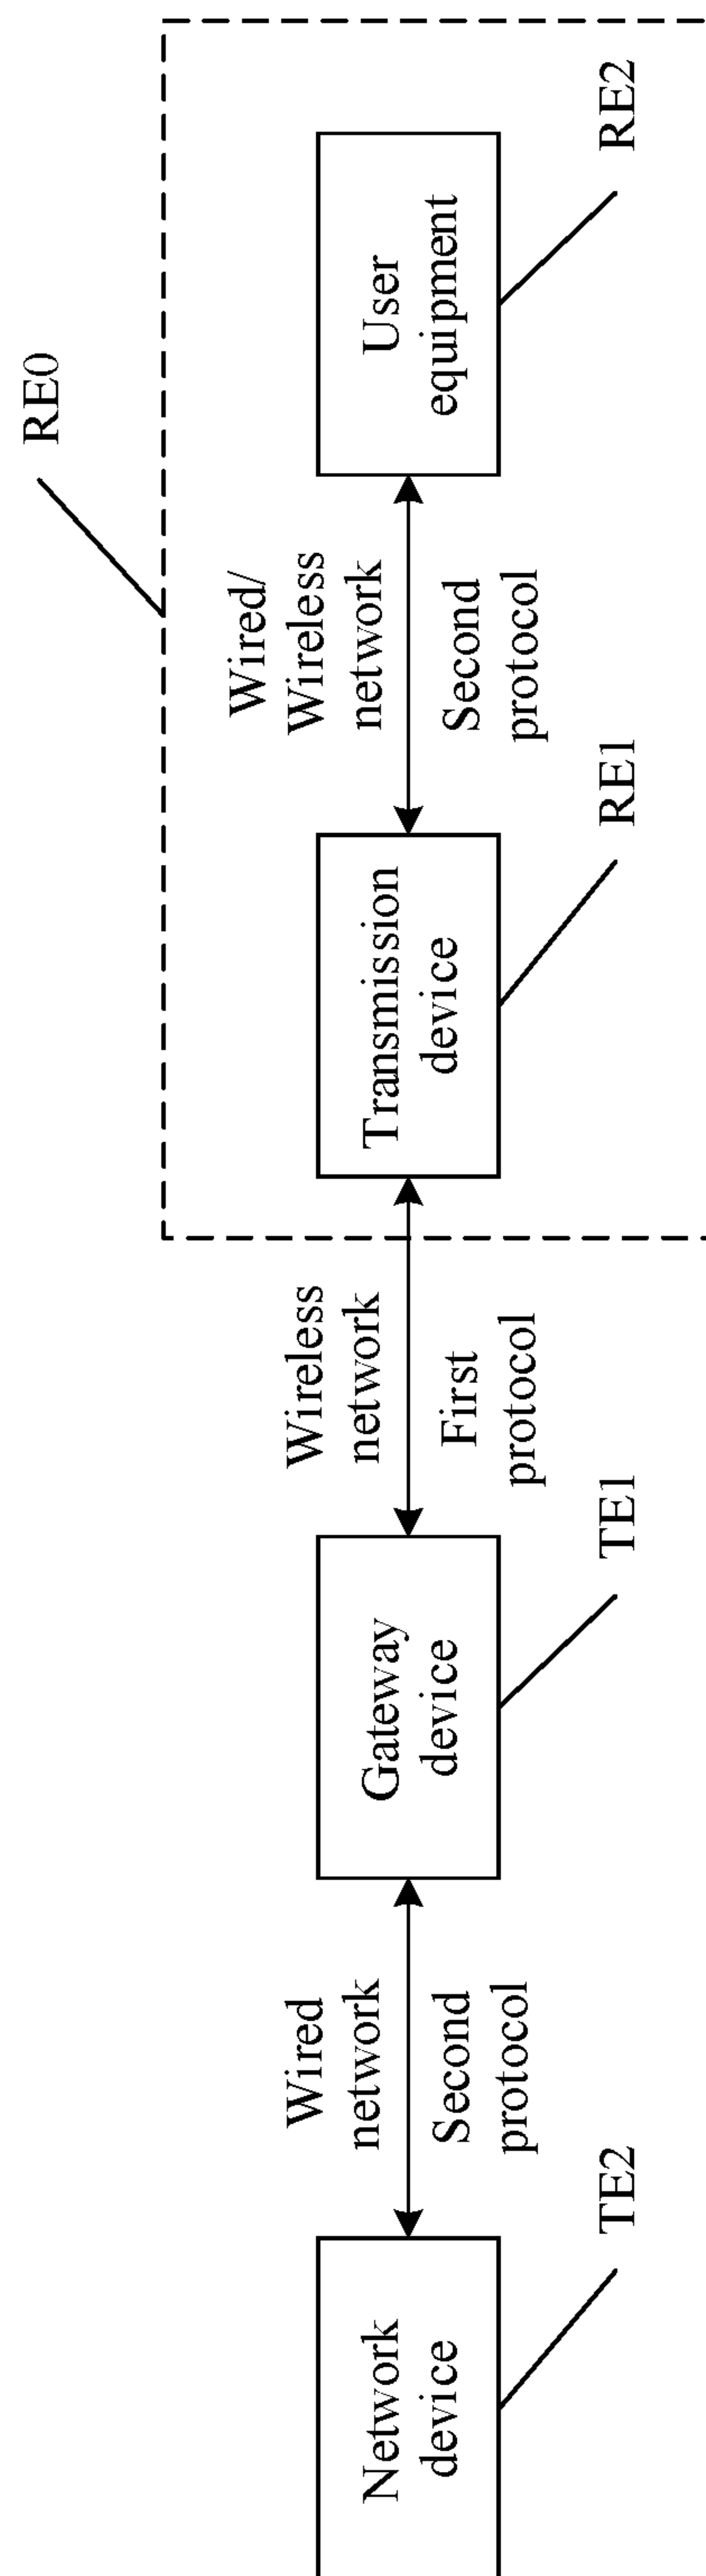 RE0
Network
device
TE2
Wired
network
Second
protocol
Gateway
device
TE1
Wireless
network
First
protocol
Transmission
device
RE1
Wired/
Wireless
network
Second
protocol
User
equipment
RE2